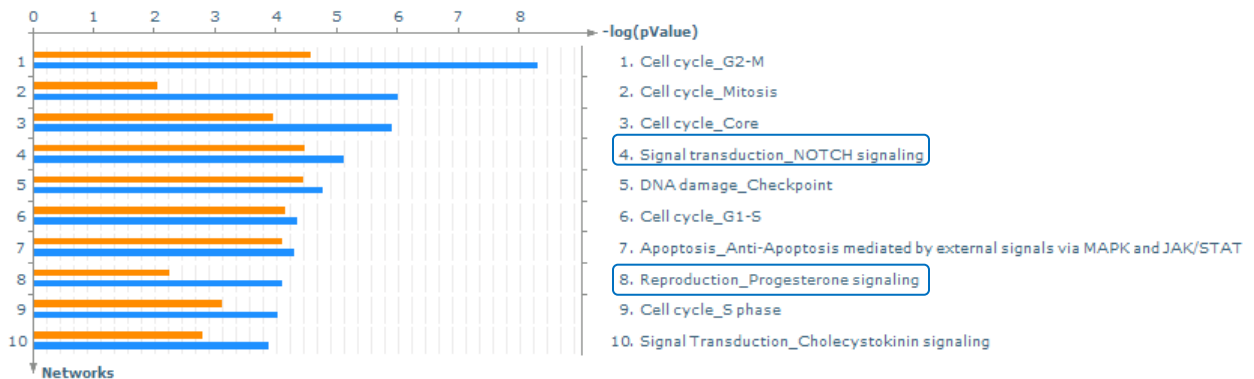 0 1 2 3 4 5 6 7 8
-log(pValue)
1 1. Cell cycle_G2-M
2 2. Cell cycle_Mitosis
3 3. Cell cycle_Core
4 4. Signal transduction_NOTCH signaling
5 5. DNA damage_Checkpoint
6 6. Cell cycle_G1-S
7 7. Apoptosis_Anti-Apoptosis mediated by external signals via MAPK and JAK/STAT
8 8. Reproduction_Progesterone signaling
9 9. Cell cycle_S phase
10 10. Signal Transduction_Cholecystokinin signaling
Networks